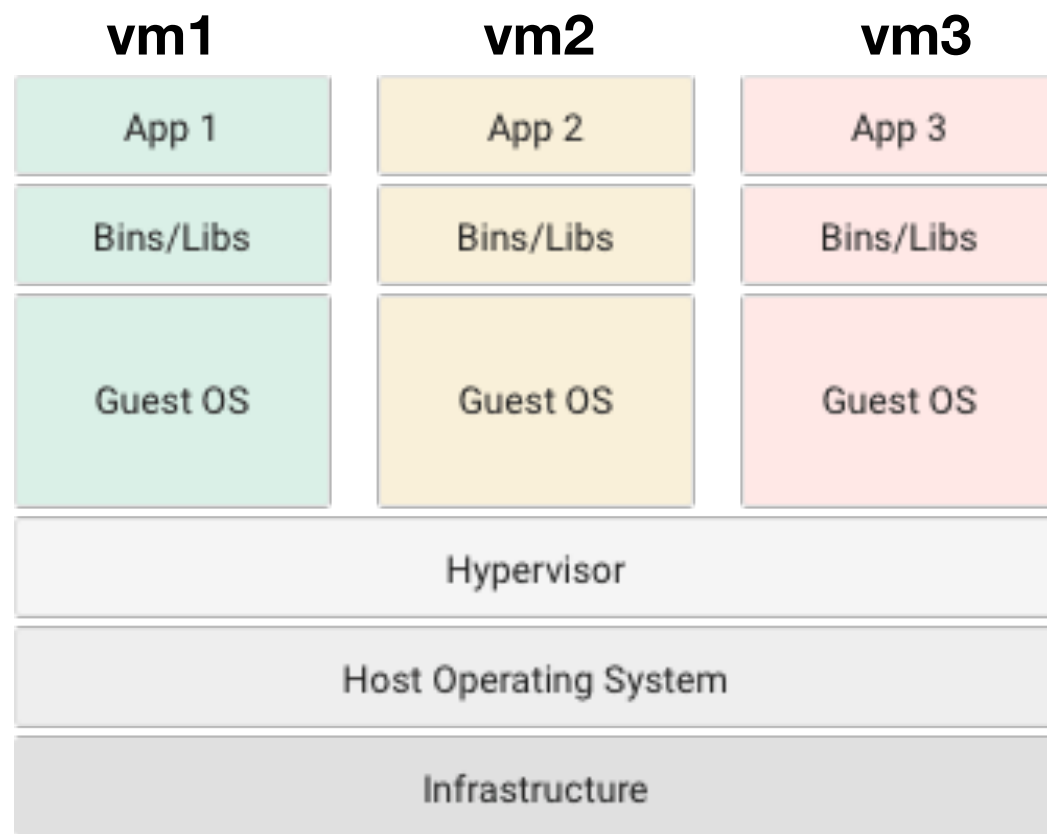 vm1 vm2 vm3
App 1 App 2 App 3
Bins/Libs Bins/Libs Bins/Libs
Guest OS Guest OS Guest OS
Hypervisor
Host Operating System
Infrastructure